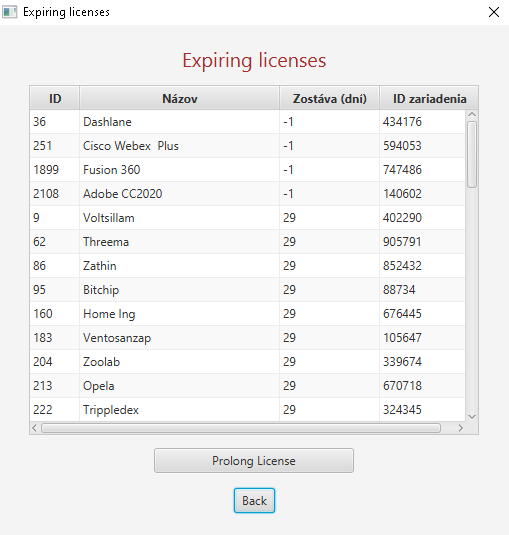 Expiring licenses
Expiring licenses
ID Názov Zostáva (dní) ID zariadenia
36 Dashlane -1 434176
251 Cisco Webex Plus -1 594053
1899 Fusion 360 -1 747486
2108 Adobe CC2020 -1 140602
9 Voltsillam 29 402290
62 Threema 29 905791
86 Zathin 29 852432
95 Bitchip 29 88734
160 Home Ing 29 676445
183 Ventosanzap 29 105647
204 Zoolab 29 339674
213 Opela 29 670718
222 Trippledex 29 324345
Prolong License
Back